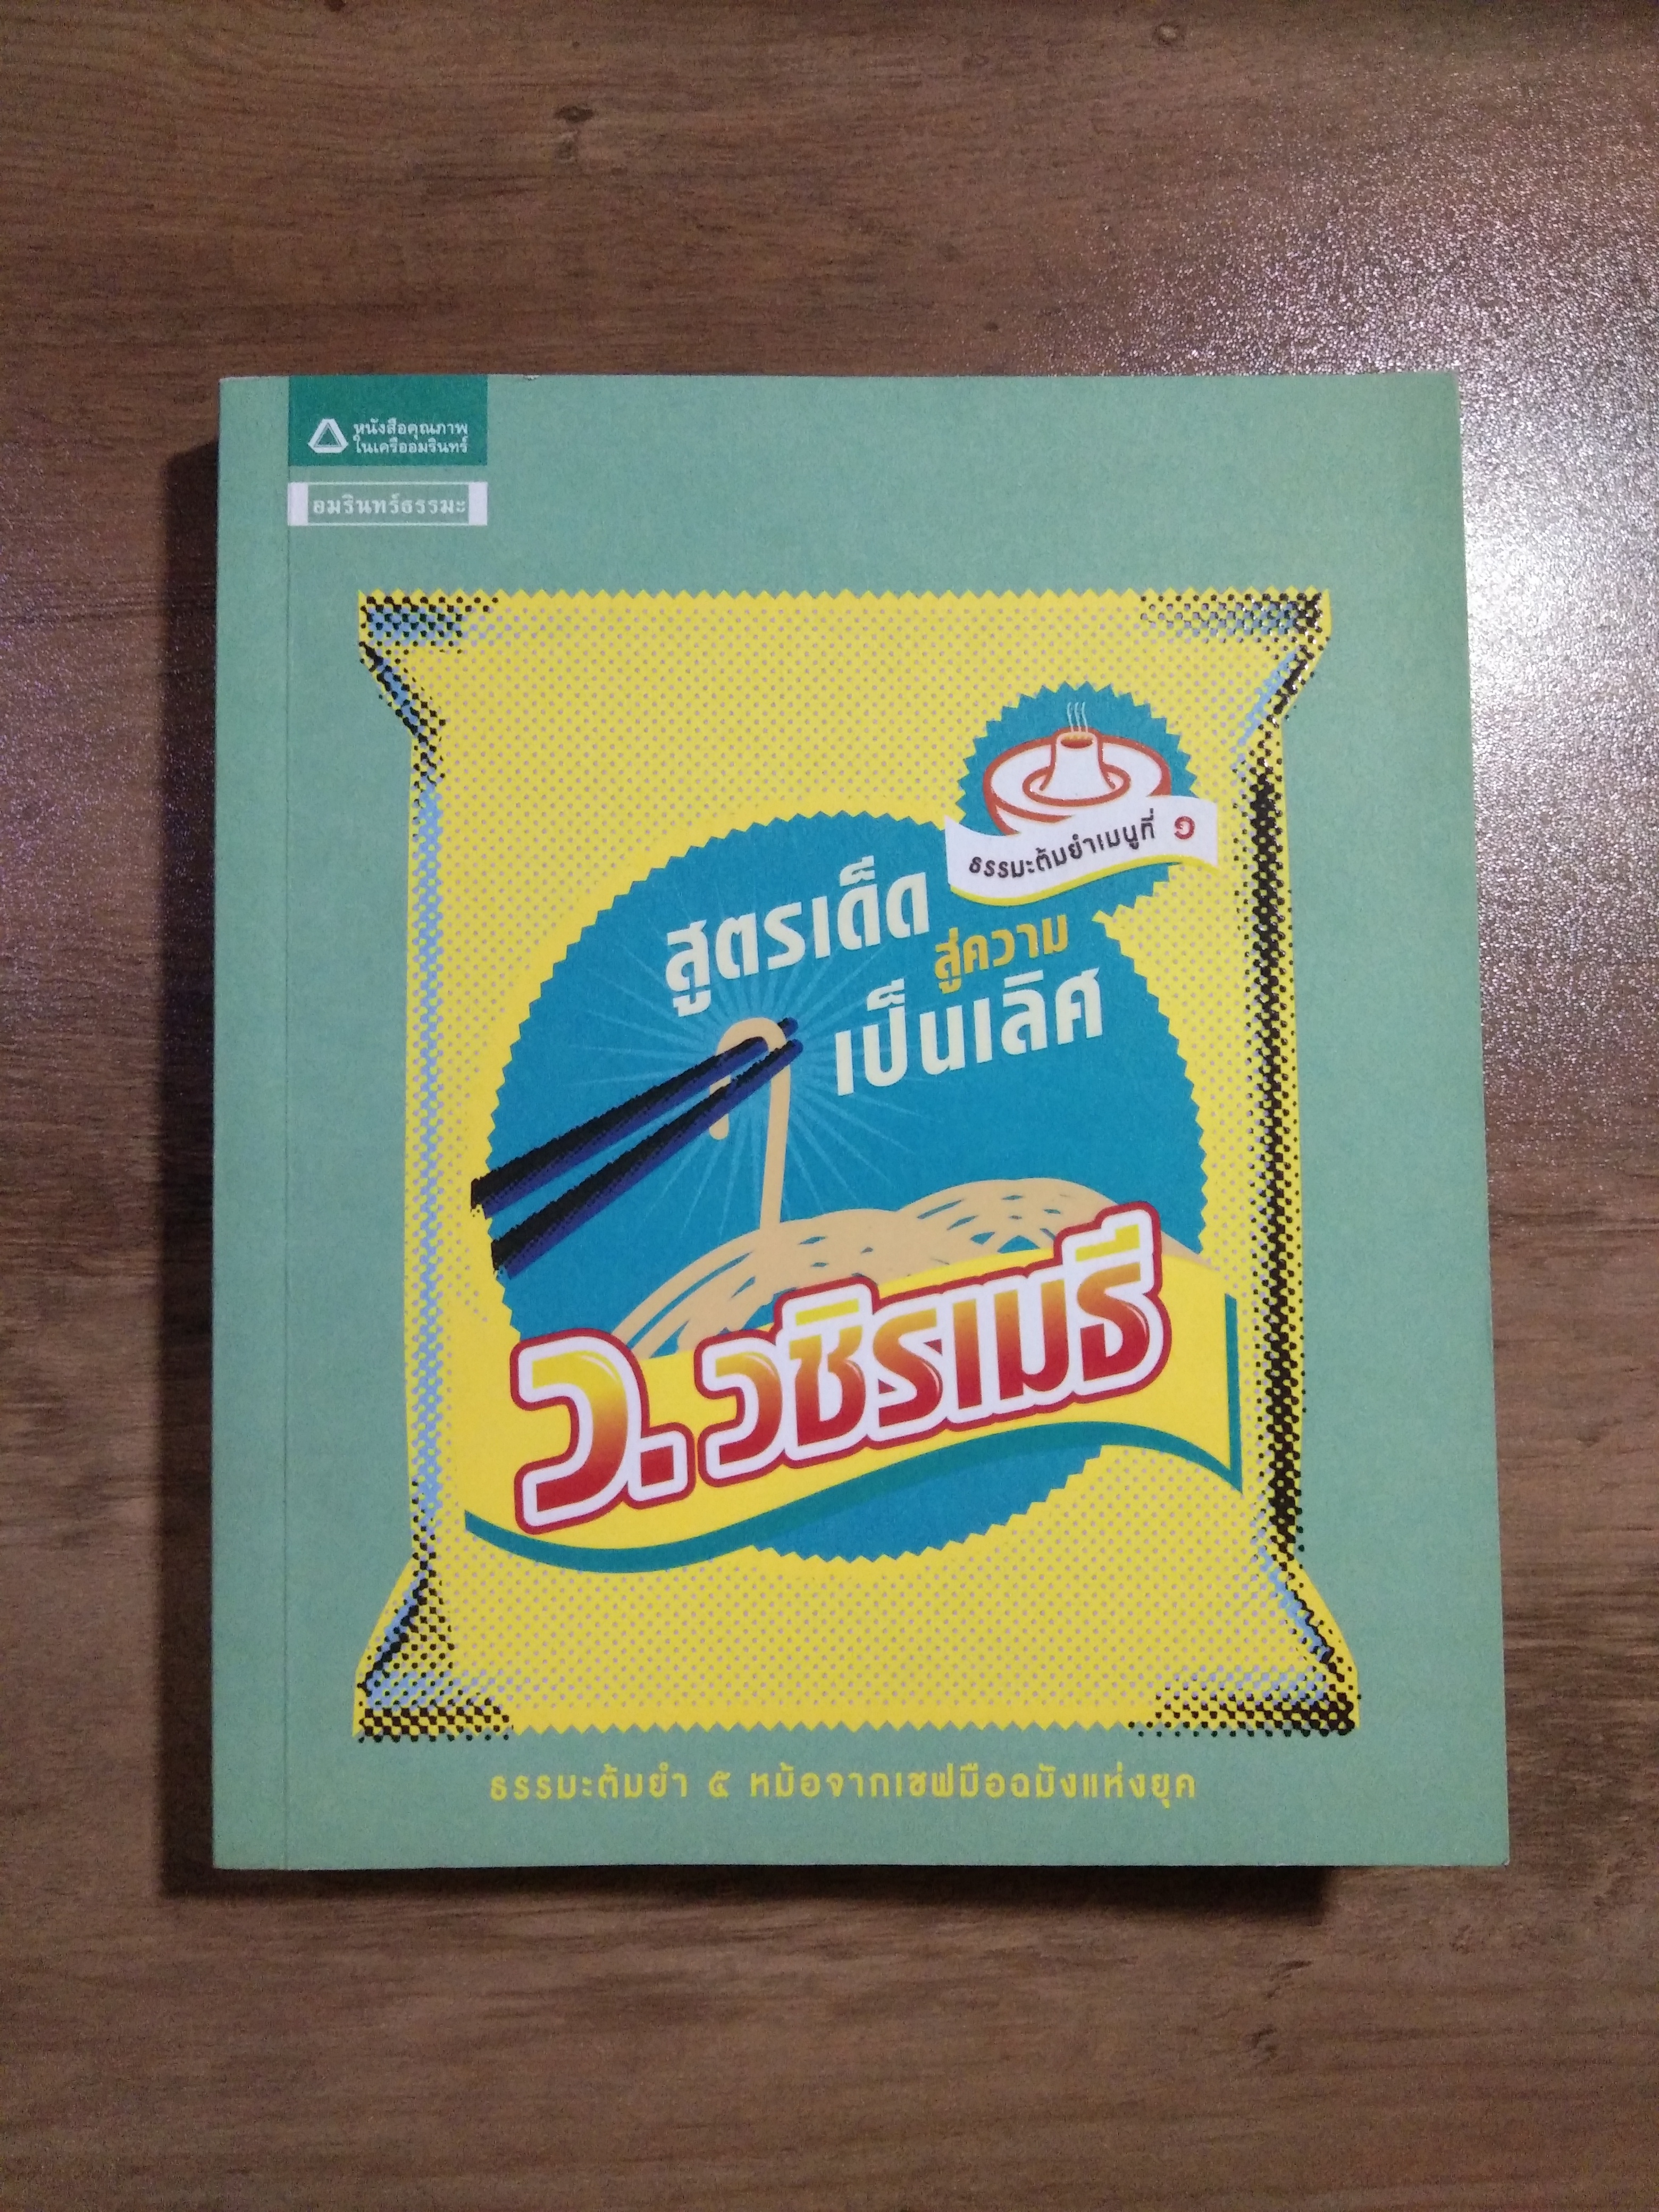 หนังสือคุณภาพ
ในเครืออมรินทร์
อมรินทร์ธรรมะ
ธรรมะต้มยำเมนูที่ ๑
สูตรเด็ด
สู่ความ
เป็นเลิศ
ว. วชิรเมธี
ธรรมะต้มยำ ๕ หม้อจากเชฟมือฉมังแห่งยุค